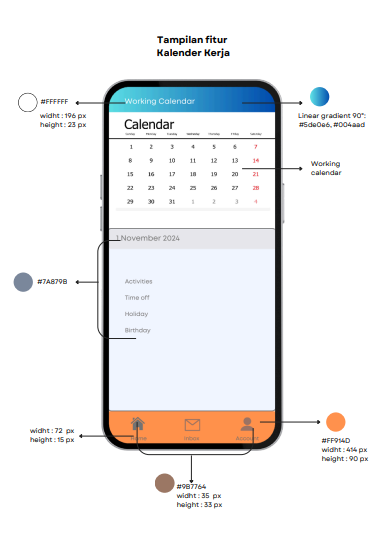 Tampilan fitur
Kalender Kerja
#FFFFFF
widht : 196 px
height : 23 px
Working Calendar
Linear gradient 90°:
#5de0e6, #004aad
Calendar
Sunday Monday Tuesday Wednesday Thursday Friday Saturday
1 2 3 4 5 6 7
8 9 10 11 12 13 14
15 16 17 18 19 20 21
22 23 24 25 26 27 28
29 30 31 1 2 3 4
Working
calendar
1 November 2024
#7A879B
Activities
Time off
Holiday
Birthday
Home Inbox Account
widht : 72 px
height : 15 px
#FF914D
widht : 414 px
height : 90 px
#9B7764
widht : 35 px
height : 33 px